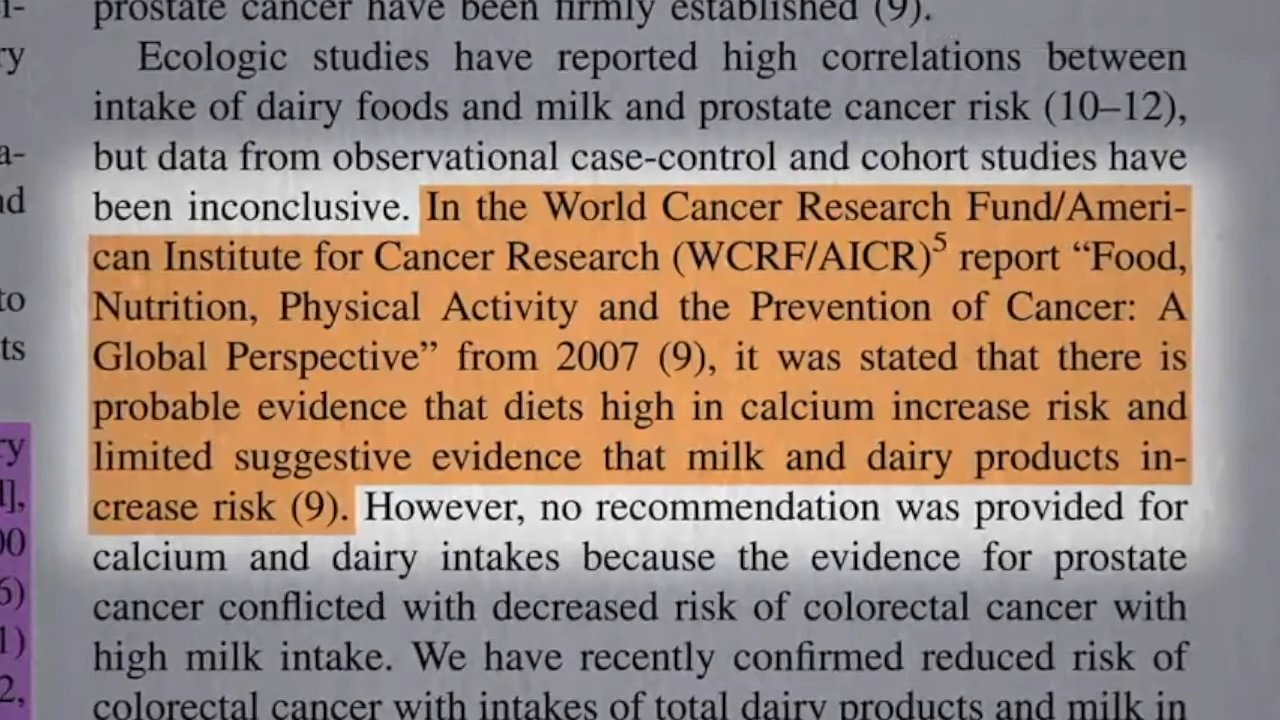 prostate cancer have been firmly established (9).
Ecologic studies have reported high correlations between
intake of dairy foods and milk and prostate cancer risk (10–12),
but data from observational case-control and cohort studies have
been inconclusive. In the World Cancer Research Fund/Ameri-
can Institute for Cancer Research (WCRF/AICR)⁵ report “Food,
Nutrition, Physical Activity and the Prevention of Cancer: A
Global Perspective” from 2007 (9), it was stated that there is
probable evidence that diets high in calcium increase risk and
limited suggestive evidence that milk and dairy products in-
crease risk (9). However, no recommendation was provided for
calcium and dairy intakes because the evidence for prostate
cancer conflicted with decreased risk of colorectal cancer with
high milk intake. We have recently confirmed reduced risk of
colorectal cancer with intakes of total dairy products and milk in